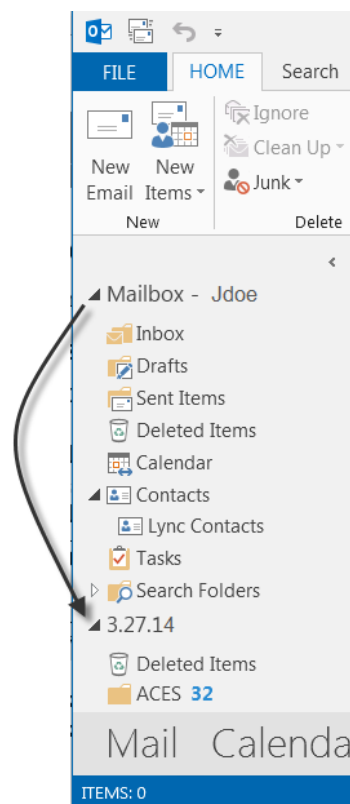 FILE HOME Search
Ignore
Clean Up
New New
Email Items
Junk
New Delete
Mailbox - Jdoe
Inbox
Drafts
Sent Items
Deleted Items
Calendar
Contacts
Lync Contacts
Tasks
Search Folders
3.27.14
Deleted Items
ACES 32
Mail Calenda
ITEMS: 0